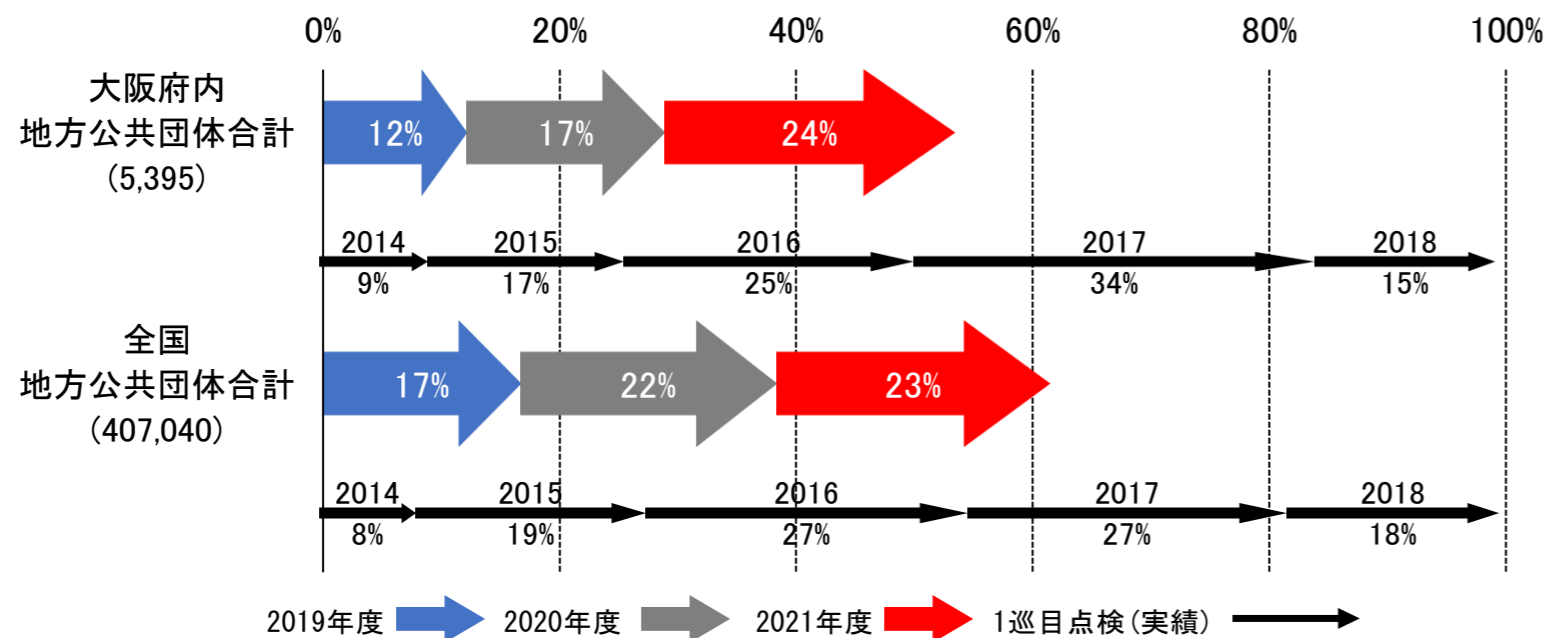 0% 20% 40% 60% 80% 100%
大阪府内
地方公共団体合計
(5,395)
12% 17% 24%
2014 2015 2016 2017 2018
9% 17% 25% 34% 15%
全国
地方公共団体合計
(407,040)
17% 22% 23%
2014 2015 2016 2017 2018
8% 19% 27% 27% 18%
2019年度 2020年度 2021年度 1巡目点検(実績)